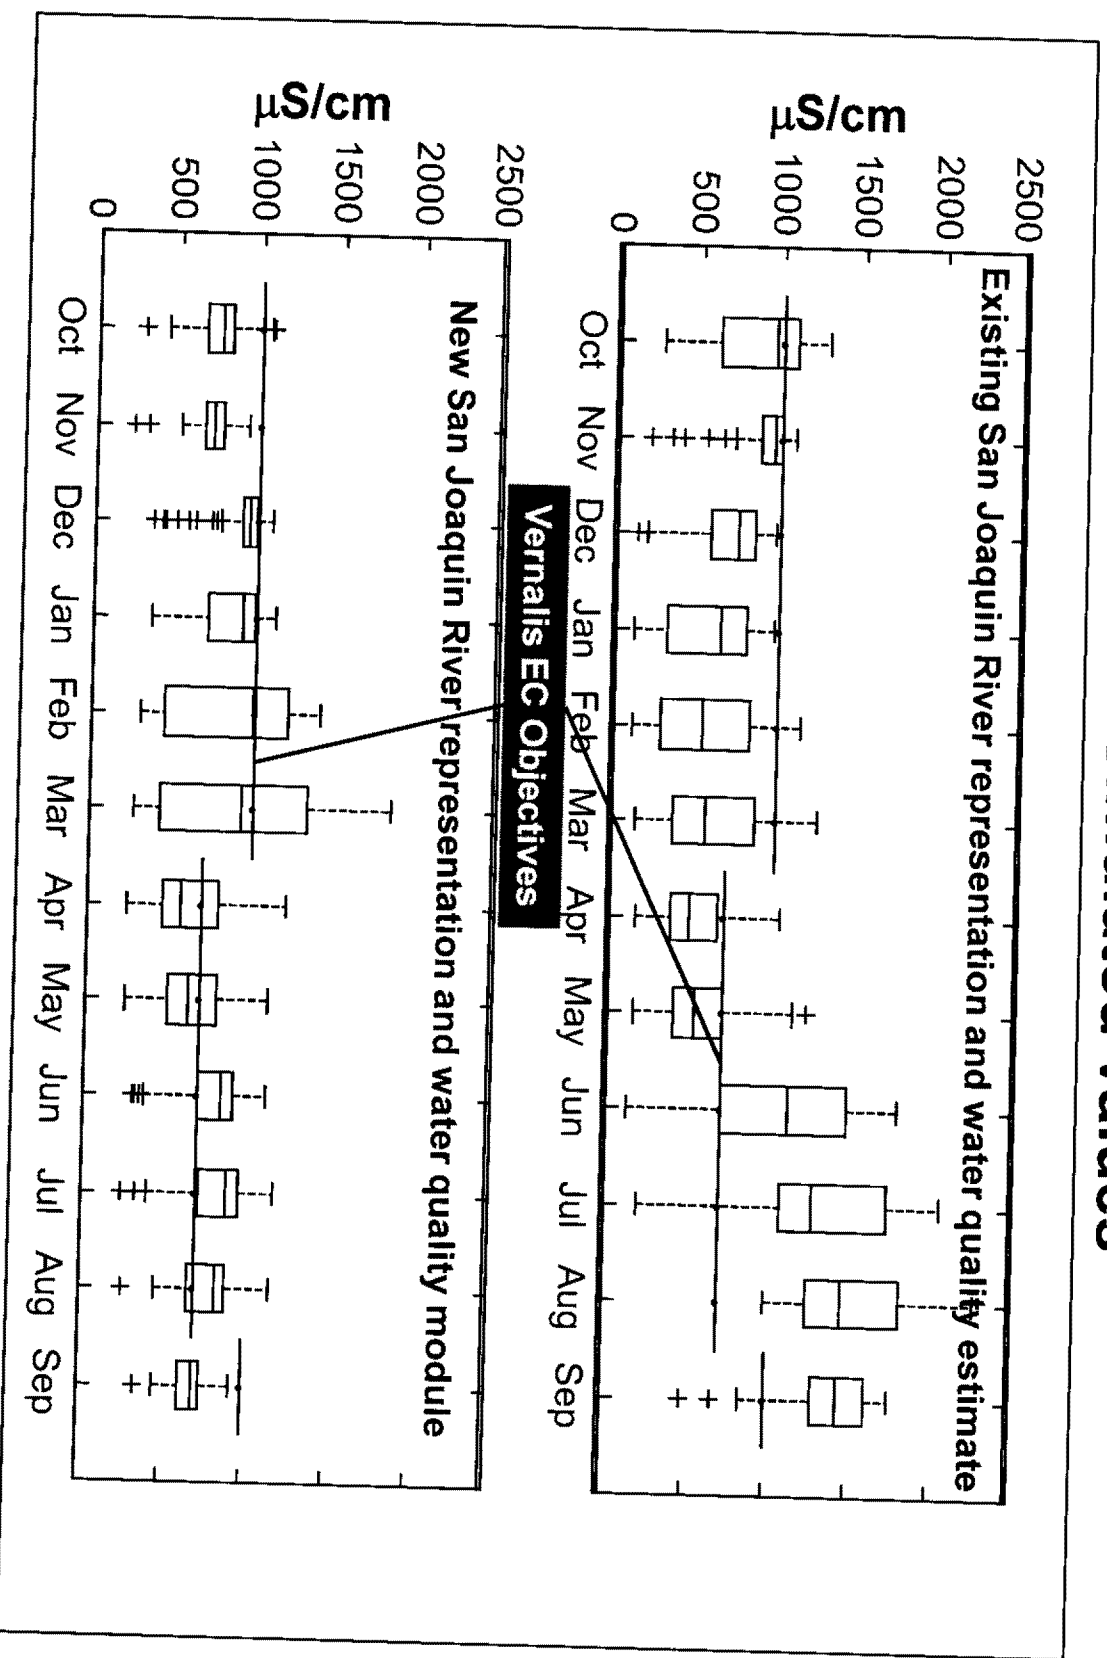 μS/cm
2500
2000
1500
1000
500
0
Existing San Joaquin River representation and water quality estimate
Oct Nov Dec Jan Feb Mar Apr May Jun Jul Aug Sep
Vernalis EC Objectives
μS/cm
2500
2000
1500
1000
500
0
New San Joaquin River representation and water quality module
Oct Nov Dec Jan Feb Mar Apr May Jun Jul Aug Sep